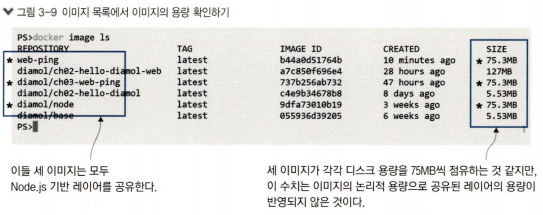 그림 3-9 이미지 목록에서 이미지의 용량 확인하기
PS>docker image ls
REPOSITORY TAG IMAGE ID CREATED SIZE
* web-ping latest b44a0d51764b 10 minutes ago * 75.3MB
diamol/ch02-hello-diamol-web latest a7c850f696e4 28 hours ago 127MB
* diamol/ch03-web-ping latest 737b256ab732 47 hours ago * 75.3MB
diamol/ch02-hello-diamol latest c4e9b34678b8 8 days ago 5.53MB
* diamol/node latest 9dfa73010b19 3 weeks ago * 75.3MB
diamol/base latest 055936d39205 6 weeks ago 5.53MB
PS>
이들 세 이미지는 모두
Node.js 기반 레이어를 공유한다.
세 이미지가 각각 디스크 용량을 75MB씩 점유하는 것 같지만,
이 수치는 이미지의 논리적 용량으로 공유된 레이어의 용량이
반영되지 않은 것이다.